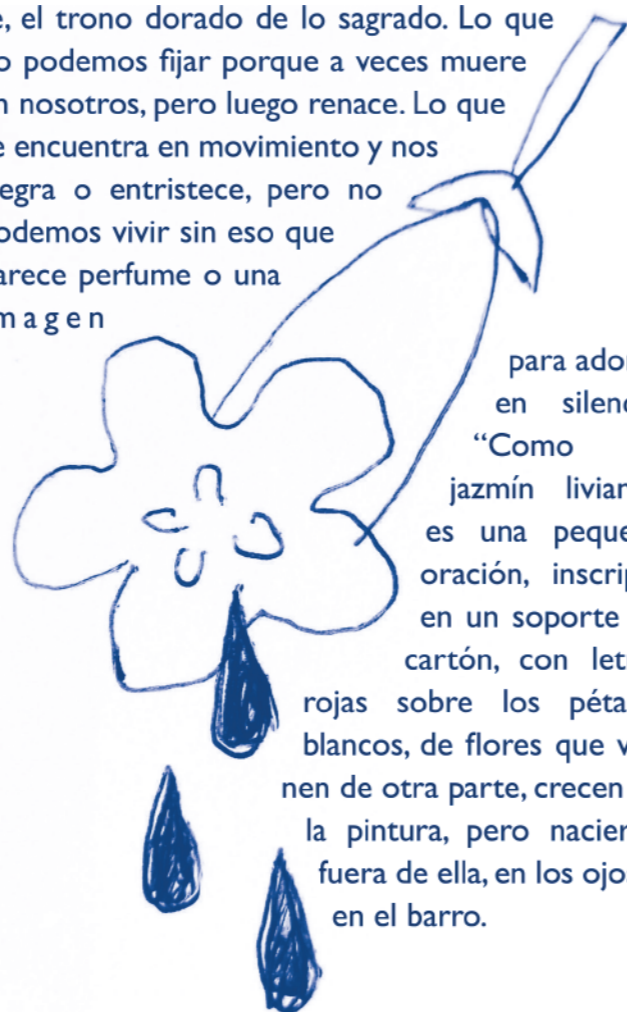 e, el trono dorado de lo sagrado. Lo que
o podemos fijar porque a veces muere
n nosotros, pero luego renace. Lo que
e encuentra en movimiento y nos
egra o entristece, pero no
odemos vivir sin eso que
arece perfume o una
magen
para ador
en silenc
“Como
jazmín livian
es una peque
oración, inscrip
en un soporte
cartón, con letr
rojas sobre los péta
blancos, de flores que v
nen de otra parte, crecen
la pintura, pero nacier
fuera de ella, en los ojos
en el barro.